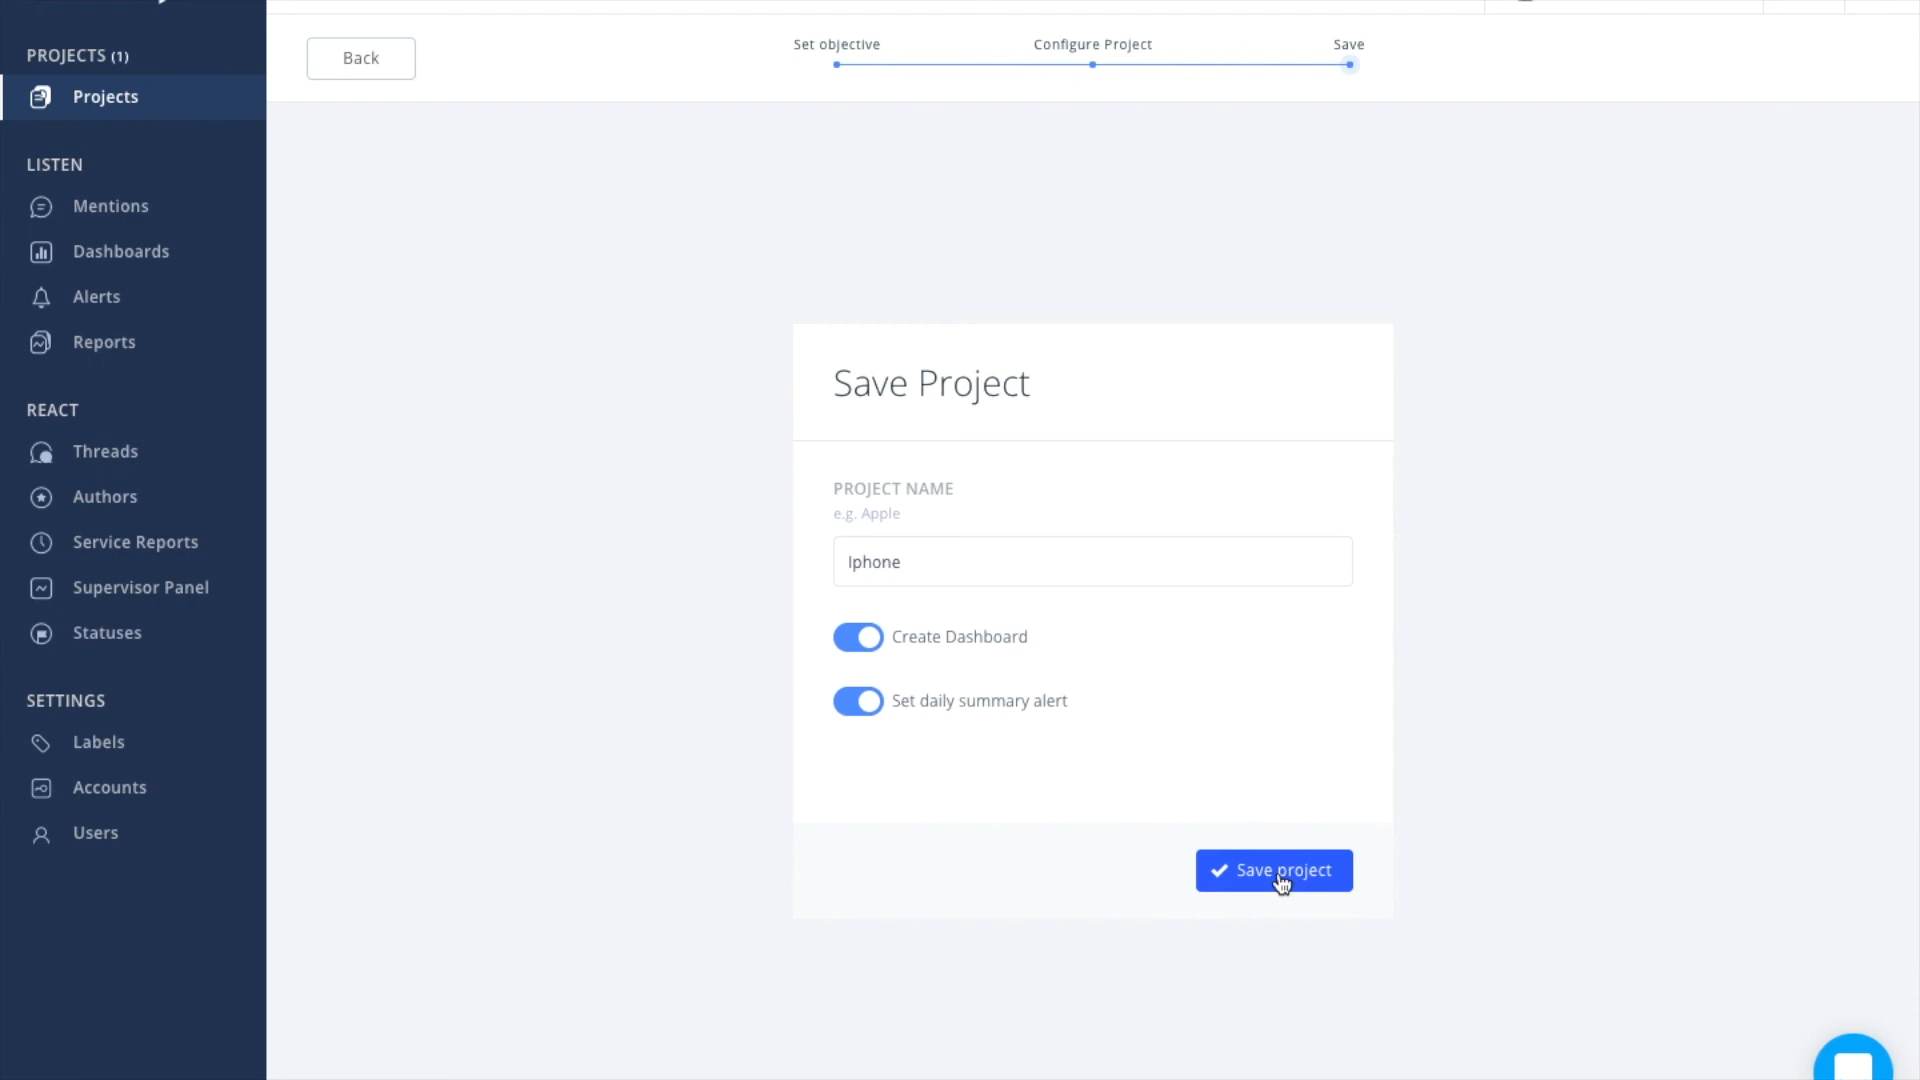 PROJECTS (1)
Projects
LISTEN
Mentions
Dashboards
Alerts
Reports
REACT
Threads
Authors
Service Reports
Supervisor Panel
Statuses
SETTINGS
Labels
Accounts
Users
Back
Set objective
Configure Project
Save
Save Project
PROJECT NAME
e.g. Apple
Iphone
Create Dashboard
Set daily summary alert
Save project